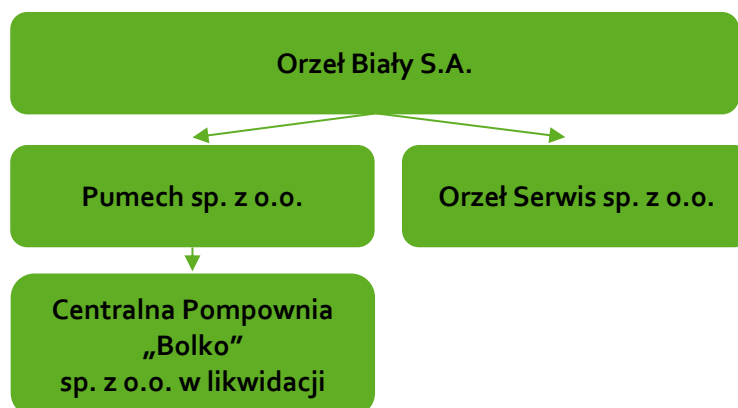 Orzeł Biały S.A.
Pumech sp. z o.o.
Orzeł Serwis sp. z o.o.
Centralna Pompownia
„Bolko”
sp. z o.o. w likwidacji